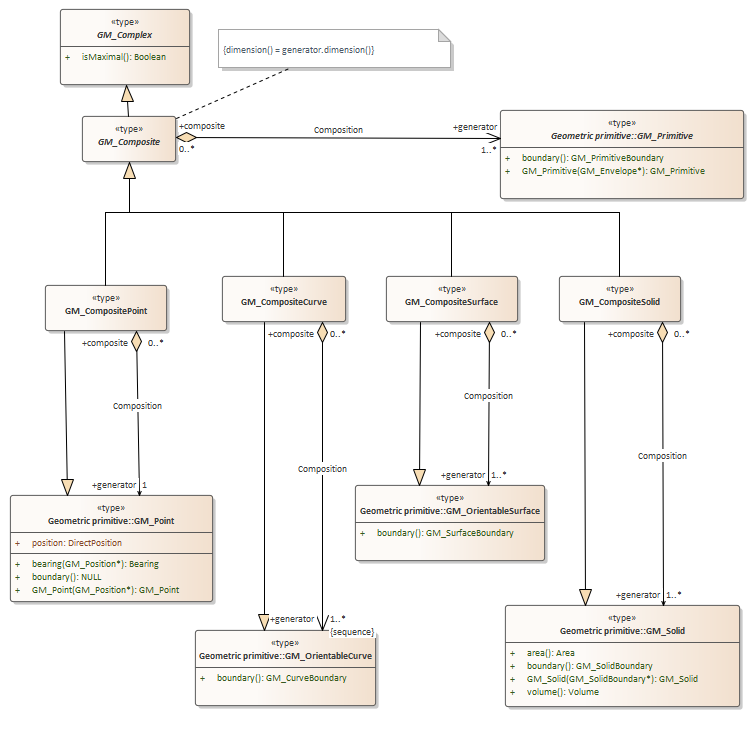 «type»
GM_Complex
+ isMaximal(): Boolean
{dimension() = generator.dimension()}
«type»
GM_Composite
+composite
0..*
Composition
+generator
1..*
«type»
Geometric primitive::GM_Primitive
+ boundary(): GM_PrimitiveBoundary
+ GM_Primitive(GM_Envelope*): GM_Primitive
«type»
GM_CompositePoint
«type»
GM_CompositeCurve
«type»
GM_CompositeSurface
«type»
GM_CompositeSolid
+composite 0..*
+composite 0..*
+composite 0..*
+composite 0..*
Composition
Composition
Composition
Composition
+generator 1
«type»
Geometric primitive::GM_Point
+ position: DirectPosition
+ bearing(GM_Position*): Bearing
+ boundary(): NULL
+ GM_Point(GM_Position*): GM_Point
+generator 1..*
«type»
Geometric primitive::GM_OrientableSurface
+ boundary(): GM_SurfaceBoundary
+generator 1..*
{sequence}
«type»
Geometric primitive::GM_OrientableCurve
+ boundary(): GM_CurveBoundary
+generator 1..*
«type»
Geometric primitive::GM_Solid
+ area(): Area
+ boundary(): GM_SolidBoundary
+ GM_Solid(GM_SolidBoundary*): GM_Solid
+ volume(): Volume